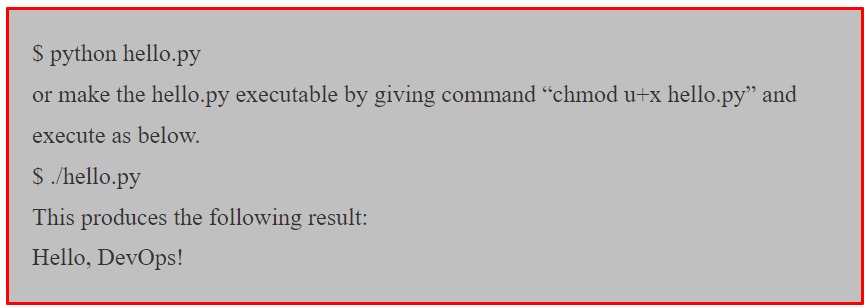 $ python hello.py
or make the hello.py executable by giving command “chmod u+x hello.py” and
execute as below.
$ ./hello.py
This produces the following result:
Hello, DevOps!